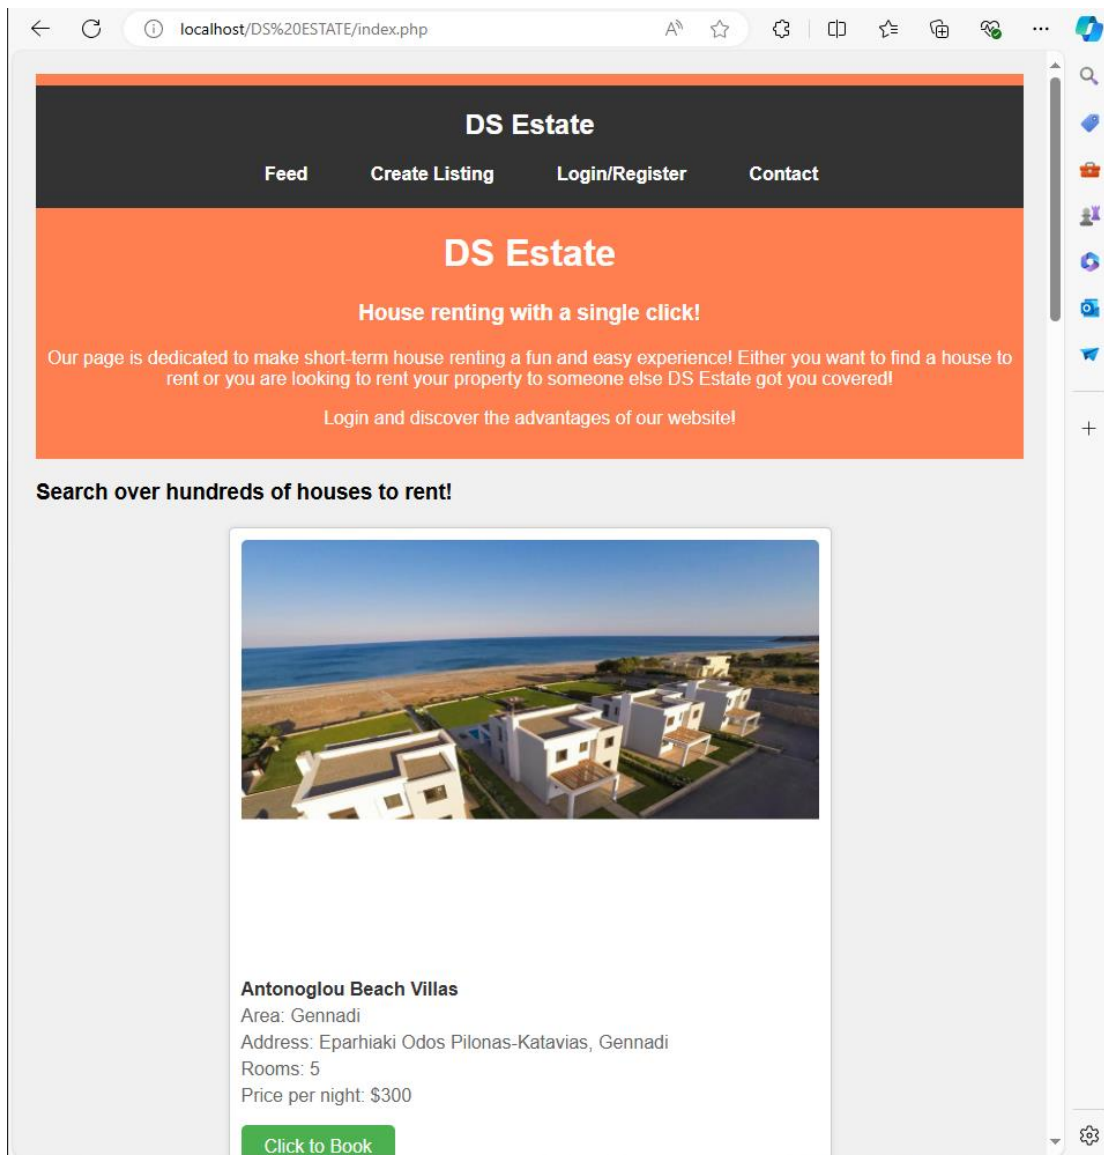 localhost/DS%20ESTATE/index.php
DS Estate
Feed Create Listing Login/Register Contact
DS Estate
House renting with a single click!
Our page is dedicated to make short-term house renting a fun and easy experience! Either you want to find a house to
rent or you are looking to rent your property to someone else DS Estate got you covered!
Login and discover the advantages of our website!
Search over hundreds of houses to rent!
Antonoglou Beach Villas
Area: Gennadi
Address: Eparhiaki Odos Pilonas-Katavias, Gennadi
Rooms: 5
Price per night: $300
Click to Book